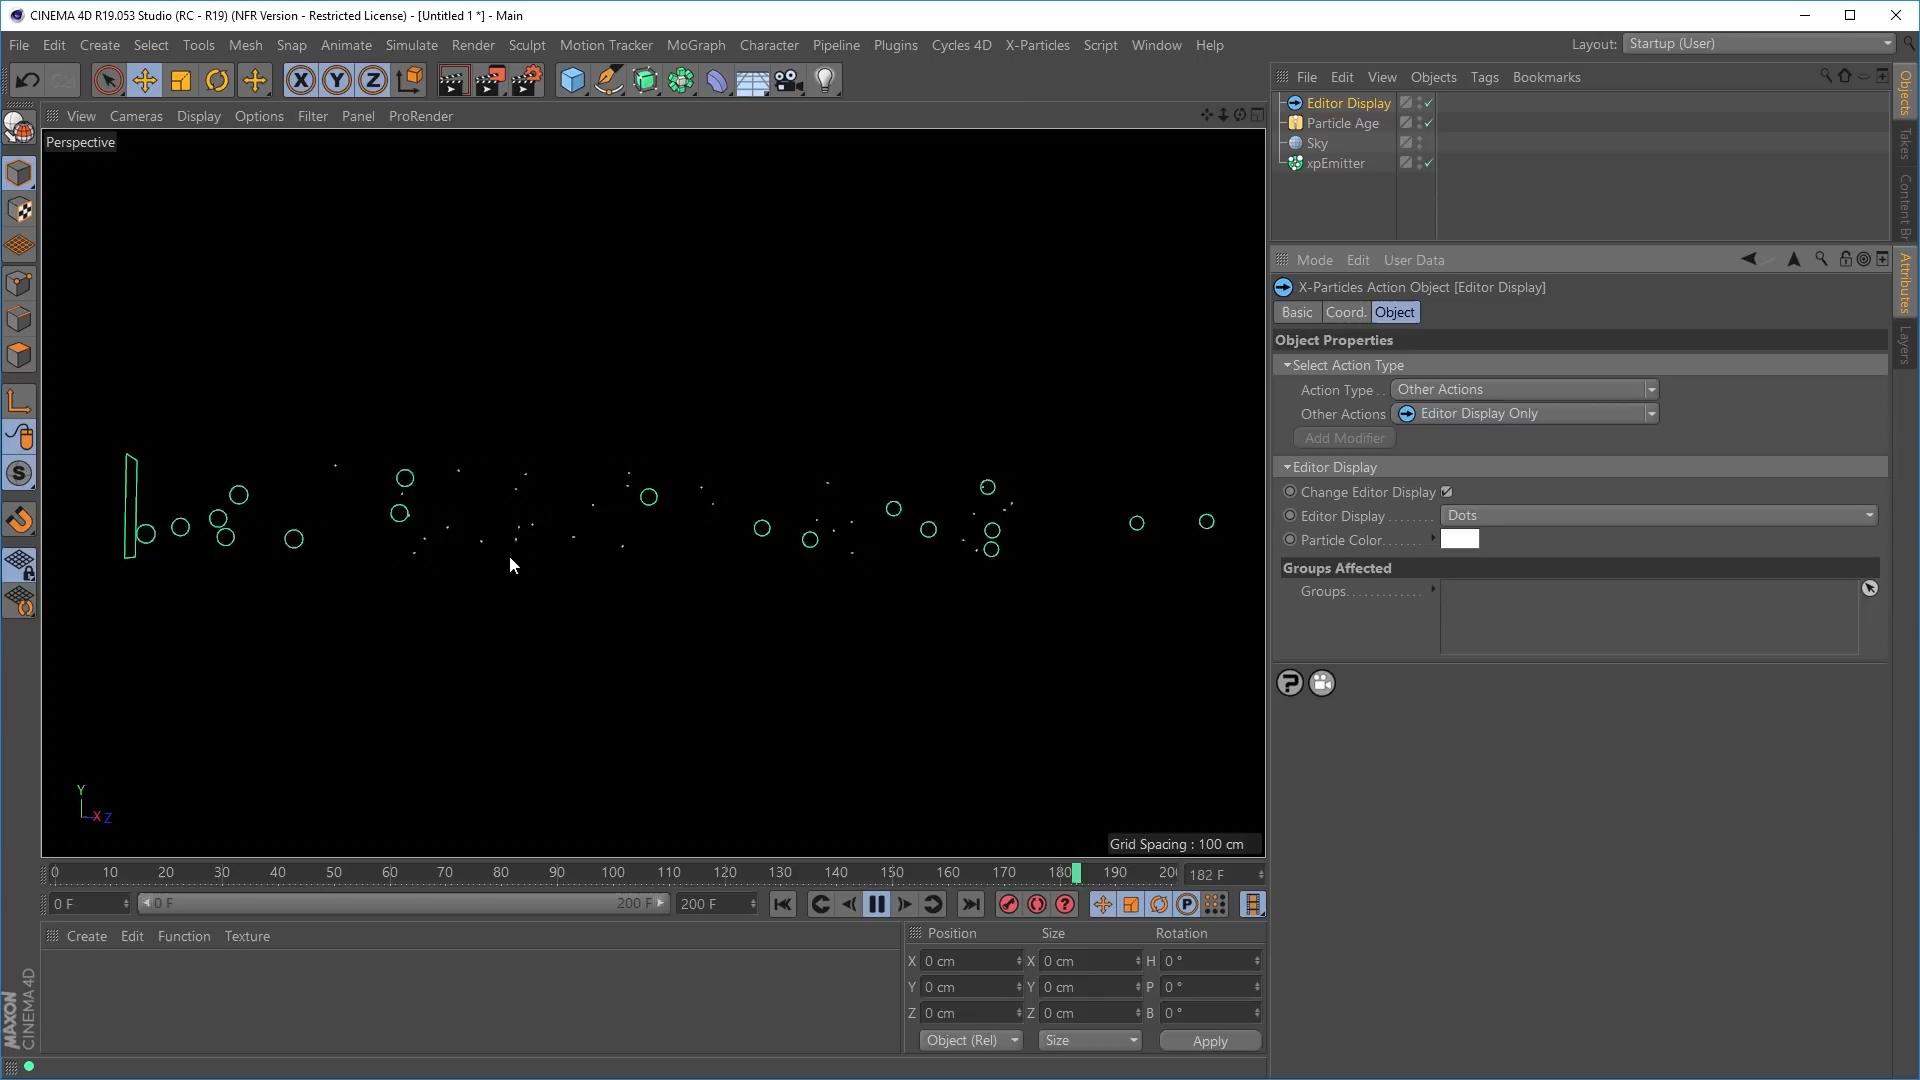 CINEMA 4D R19.053 Studio (RC - R19) (NFR Version - Restricted License) - [Untitled 1 *] - Main
File Edit Create Select Tools Mesh Snap Animate Simulate Render Sculpt Motion Tracker MoGraph Character Pipeline Plugins Cycles 4D X-Particles Script Window Help
Layout: Startup (User)
X Y Z
File Edit View Objects Tags Bookmarks
View Cameras Display Options Filter Panel ProRender
Perspective
Editor Display
Particle Age
Sky
xpEmitter
Objects
Takes
Content Br
Mode Edit User Data
Attributes
Layers
X-Particles Action Object [Editor Display]
Basic Coord. Object
Object Properties
Select Action Type
Action Type . . Other Actions
Other Actions Editor Display Only
Add Modifier
Editor Display
Change Editor Display
Editor Display . . . . . . . . Dots
Particle Color. . . . . .
Groups Affected
Groups. . . . . . . . . . . . .
S
Y
X Z
Grid Spacing : 100 cm
0 10 20 30 40 50 60 70 80 90 100 110 120 130 140 150 160 170 180 190 20 182 F
0 F 0 F 200 F 200 F
P
Create Edit Function Texture
Position Size Rotation
X 0 cm X 0 cm H 0 °
Y 0 cm Y 0 cm P 0 °
Z 0 cm Z 0 cm B 0 °
Object (Rel) Size Apply
MAXON
CINEMA 4D